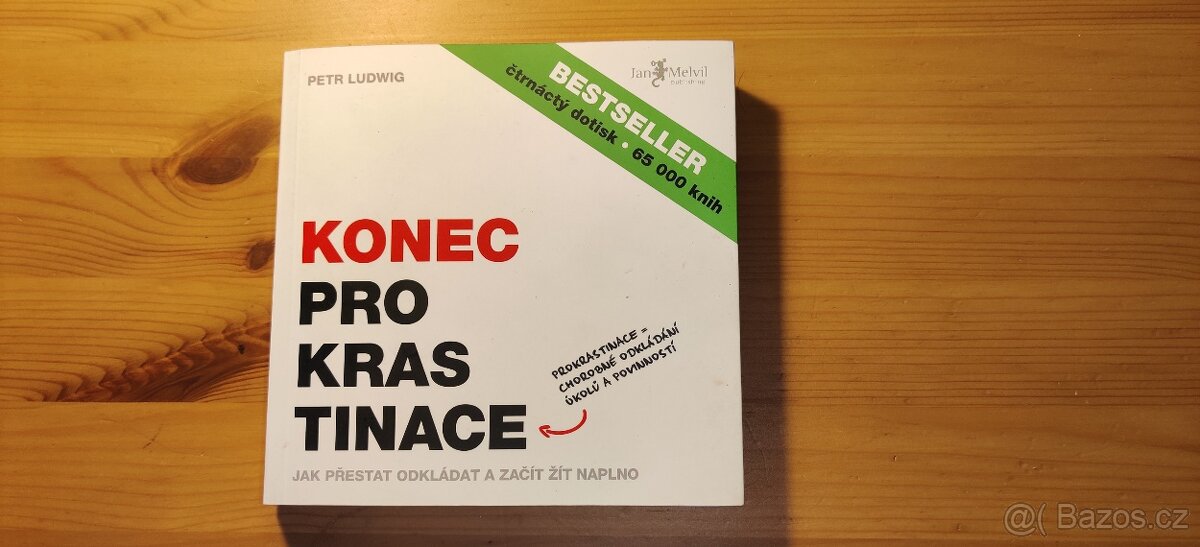 PETR LUDWIG
Jan Melvil
BESTSELLER
čtrnáctý dotisk • 65 000 knih
KONEC
PRO
KRAS
TINACE
PROKRASTINACE =
CHOROBNÉ ODKLÁDÁNÍ
ÚKOLŮ A POVINNOSTÍ
JAK PŘESTAT ODKLÁDAT A ZAČÍT ŽÍT NAPLNO
@( Bazos.cz